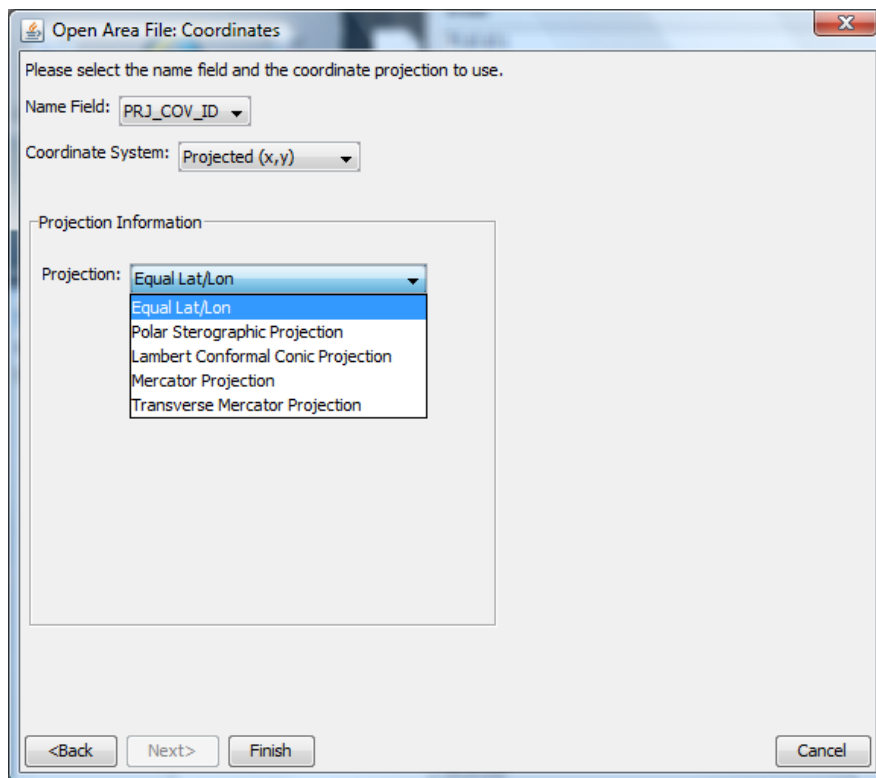 Open Area File: Coordinates
Please select the name field and the coordinate projection to use.
Name Field: PRJ_COV_ID
Coordinate System: Projected (x,y)
Projection Information
Projection: Equal Lat/Lon
Equal Lat/Lon
Polar Sterographic Projection
Lambert Conformal Conic Projection
Mercator Projection
Transverse Mercator Projection
<Back Next> Finish Cancel